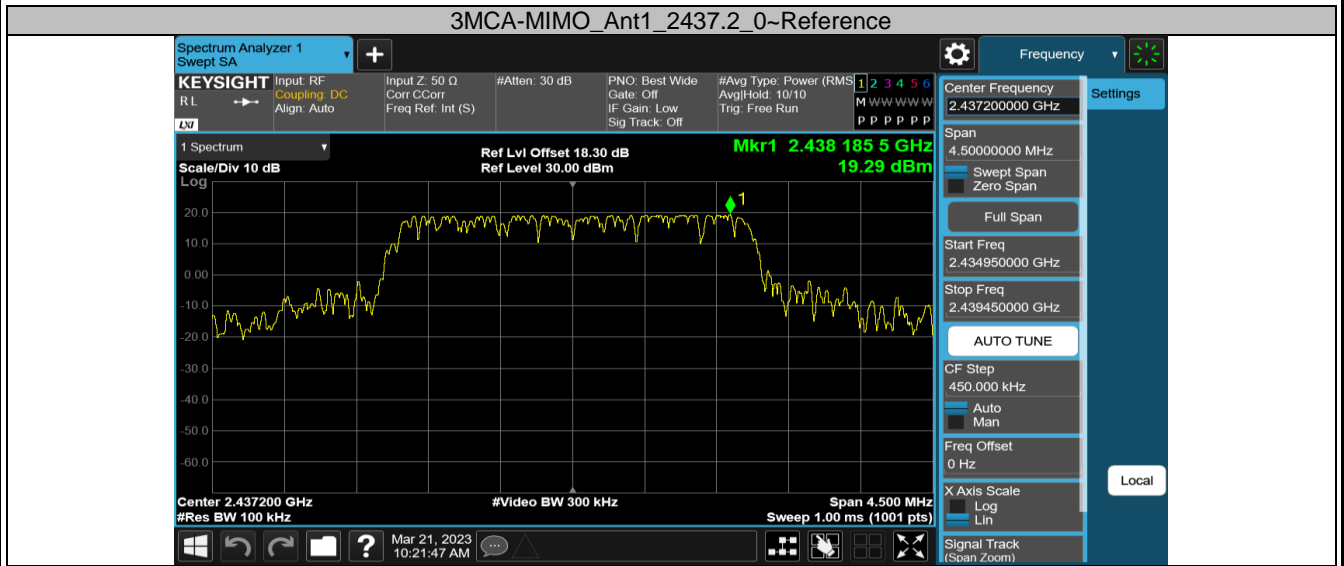 3MCA-MIMO_Ant1_2437.2_0~Reference
Spectrum Analyzer 1
Swept SA
+
Frequency
KEYSIGHT
R L
LXI
Input: RF
Coupling: DC
Align: Auto
Input Z: 50 Ω
Corr CCorr
Freq Ref: Int (S)
#Atten: 30 dB
PNO: Best Wide
Gate: Off
IF Gain: Low
Sig Track: Off
#Avg Type: Power (RMS
Avg|Hold: 10/10
Trig: Free Run
1 2 3 4 5 6
M W W W W W
P P P P P P
1 Spectrum
Scale/Div 10 dB
Log
Ref Lvl Offset 18.30 dB
Ref Level 30.00 dBm
Mkr1 2.438 185 5 GHz
19.29 dBm
1
20.0
10.0
0.00
-10.0
-20.0
-30.0
-40.0
-50.0
-60.0
Center 2.437200 GHz
#Res BW 100 kHz
#Video BW 300 kHz
Span 4.500 MHz
Sweep 1.00 ms (1001 pts)
Mar 21, 2023
10:21:47 AM
?
Center Frequency
2.437200000 GHz
Span
4.50000000 MHz
Swept Span
Zero Span
Full Span
Start Freq
2.434950000 GHz
Stop Freq
2.439450000 GHz
AUTO TUNE
CF Step
450.000 kHz
Auto
Man
Freq Offset
0 Hz
X Axis Scale
Log
Lin
Signal Track
(Span Zoom)
Settings
Local